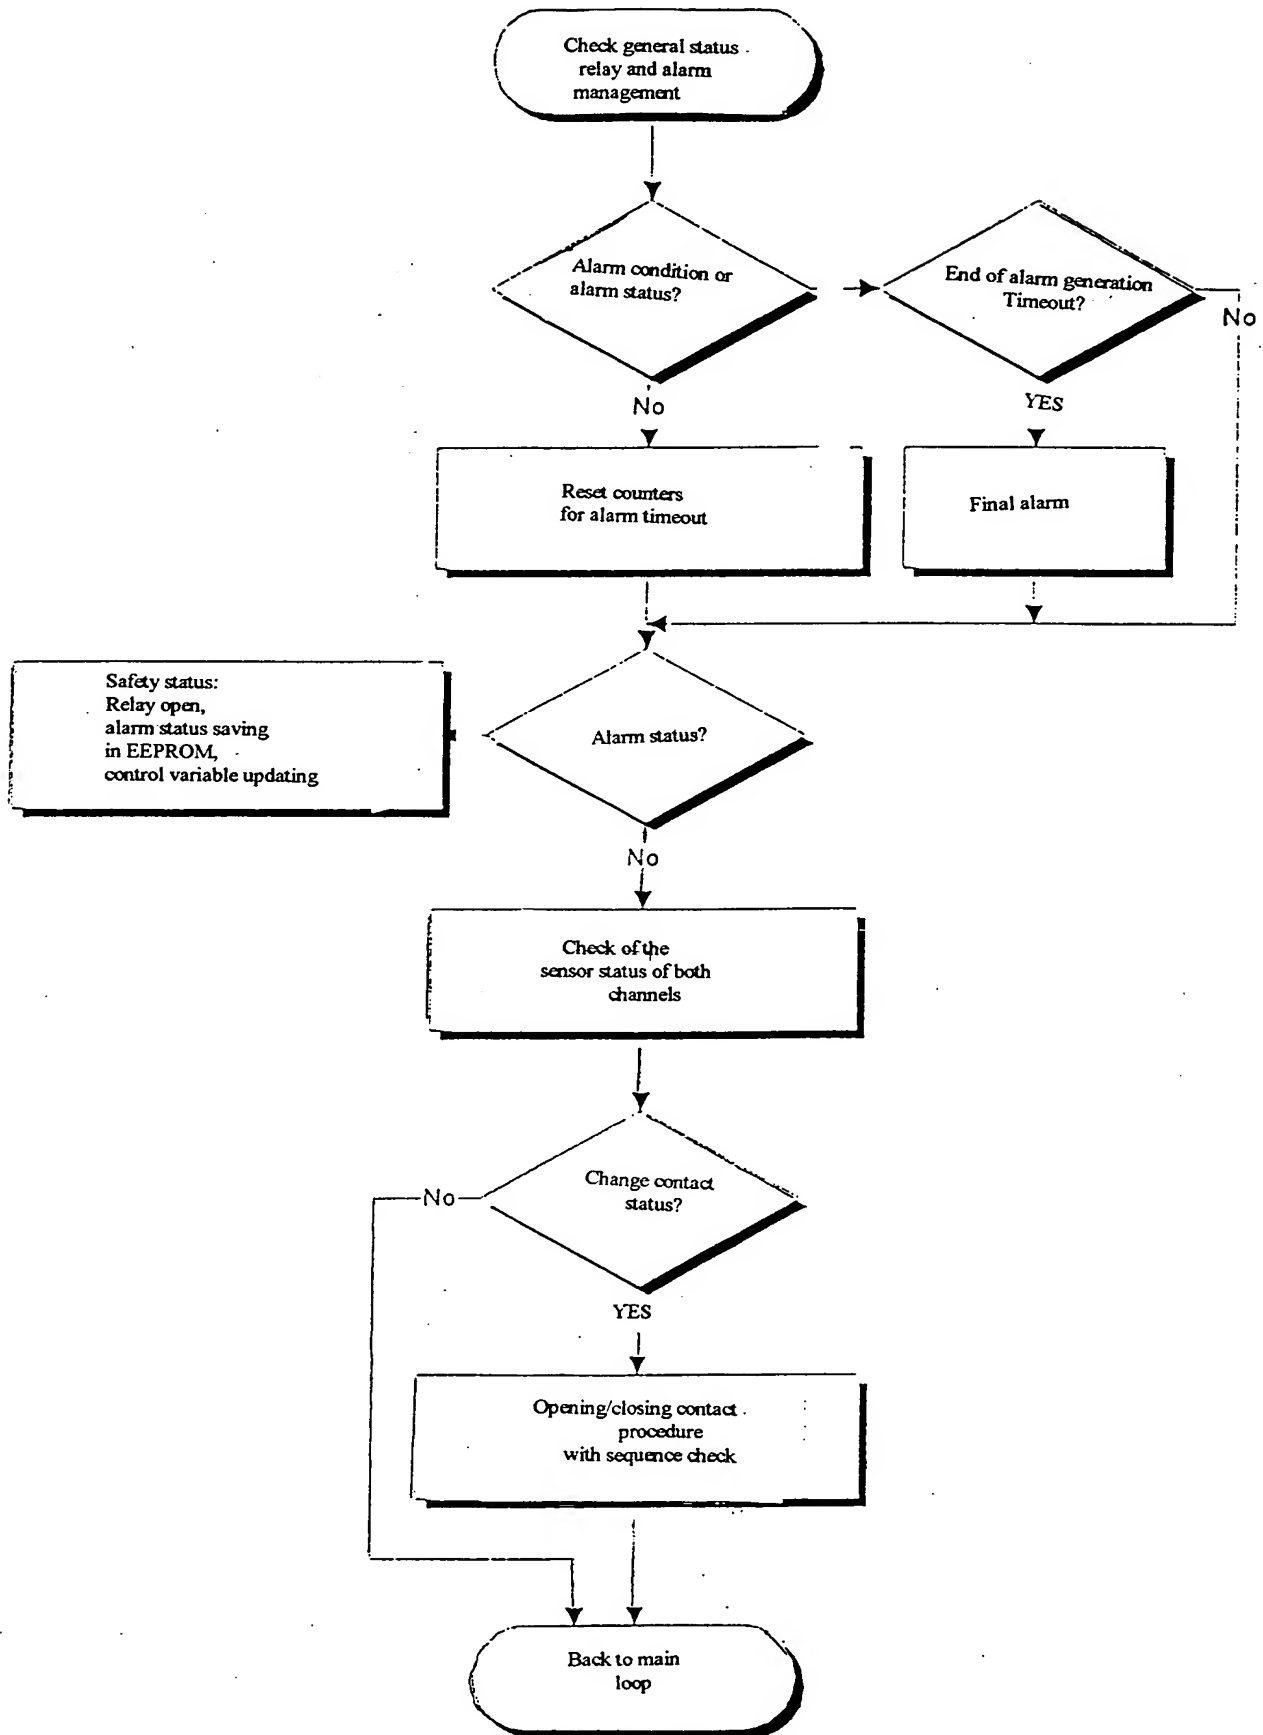 Check general status
relay and alarm
management
Alarm condition or
alarm status?
End of alarm generation
Timeout?
No
No
YES
Reset counters
for alarm timeout
Final alarm
Safety status:
Relay open,
alarm status saving
in EEPROM,
control variable updating
Alarm status?
No
Check of the
sensor status of both
channels
Change contact
status?
No
YES
Opening/closing contact
procedure
with sequence check
Back to main
loop